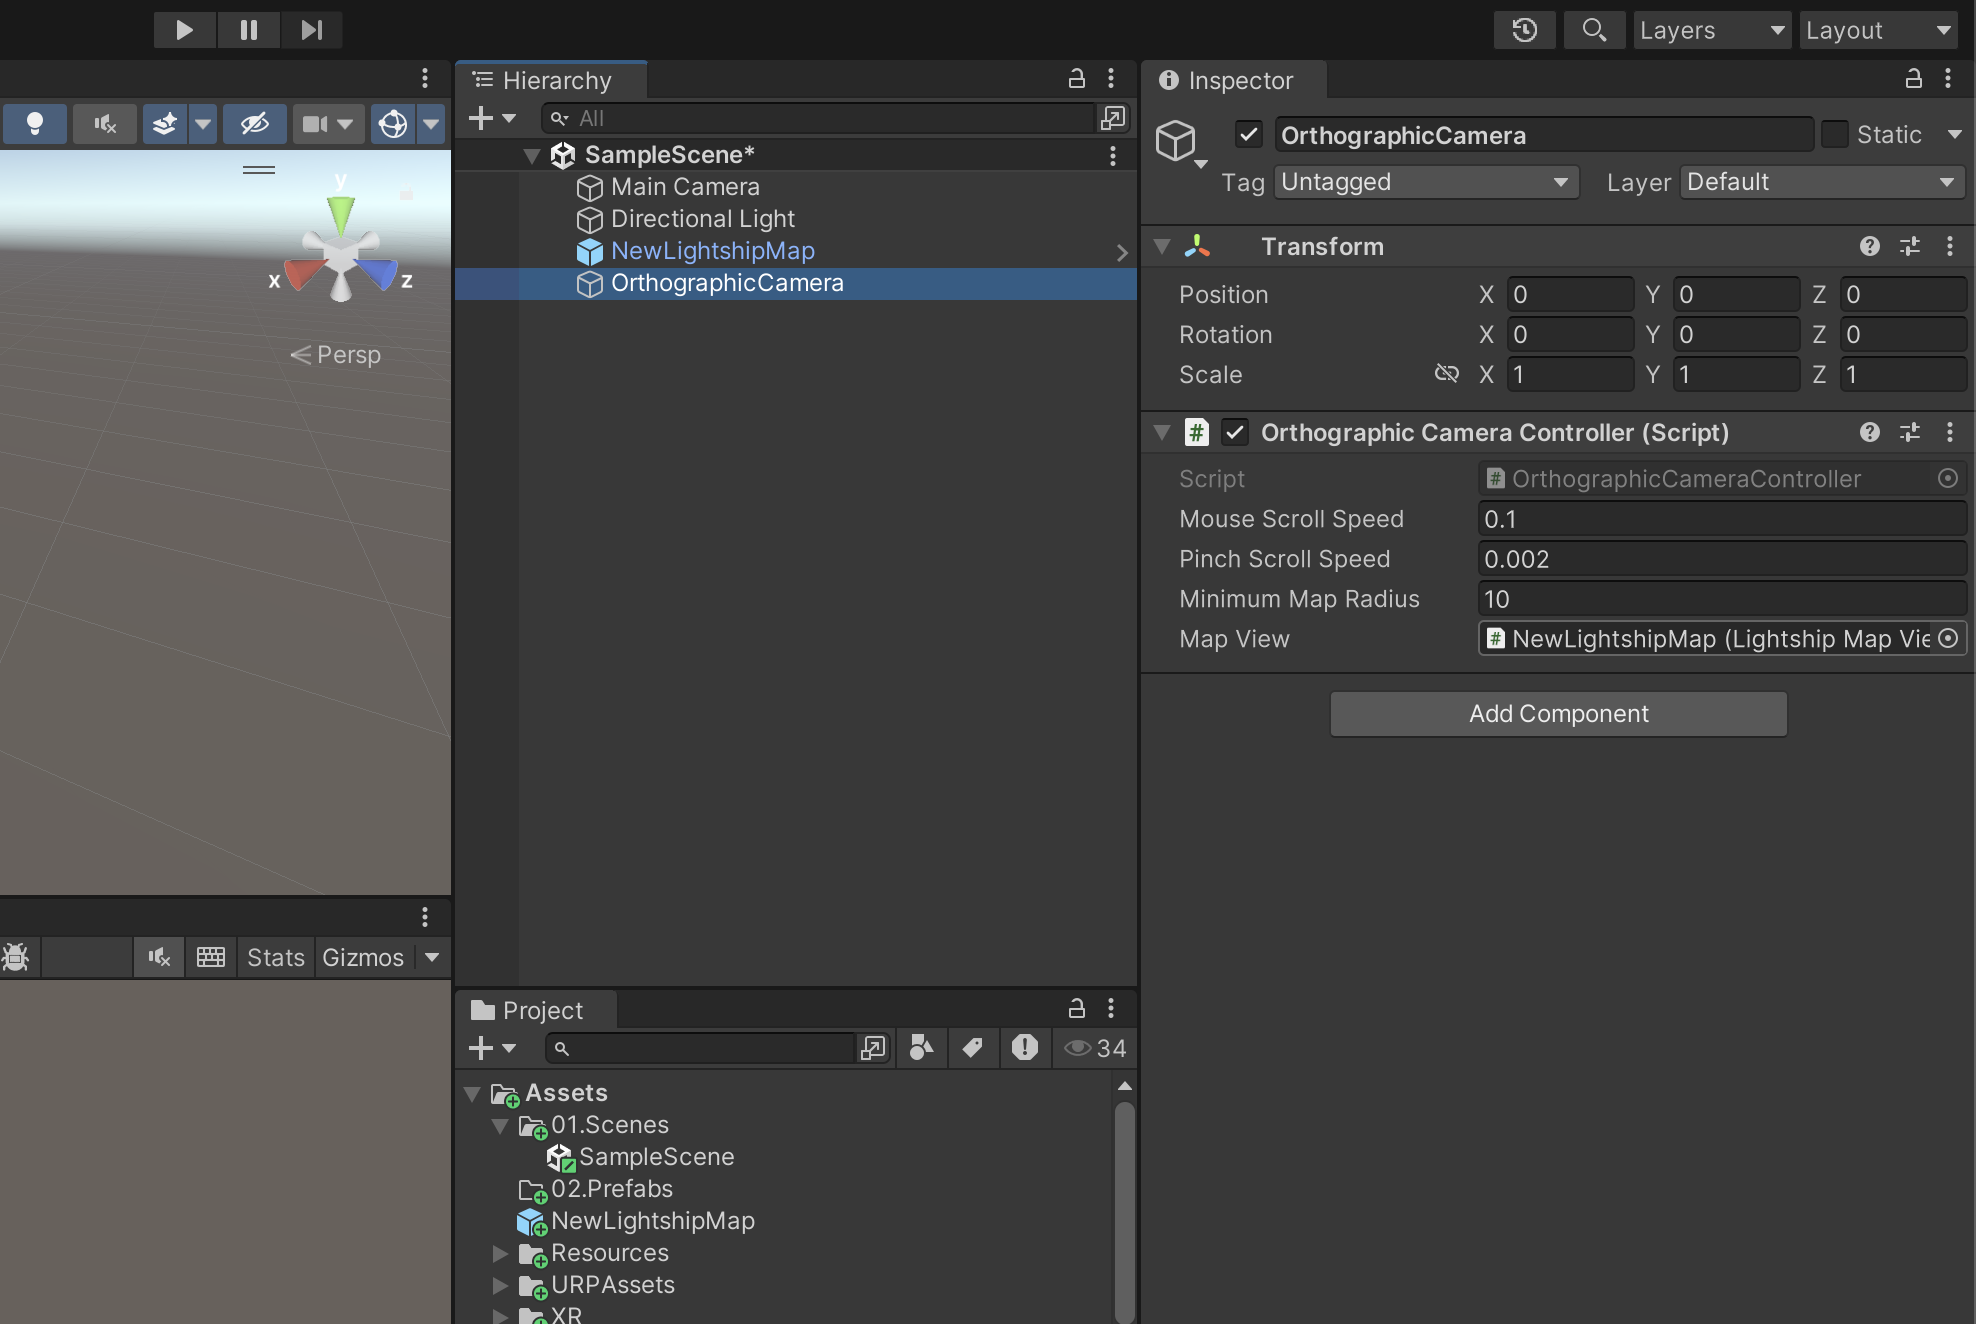 Layers
Layout
Hierarchy
All
SampleScene*
Main Camera
Directional Light
NewLightshipMap
OrthographicCamera
y
x
z
Persp
Stats
Gizmos
Project
34
Assets
01.Scenes
SampleScene
02.Prefabs
NewLightshipMap
Resources
URPAssets
XR
Inspector
OrthographicCamera
Static
Tag Untagged Layer Default
Transform
Position X 0 Y 0 Z 0
Rotation X 0 Y 0 Z 0
Scale X 1 Y 1 Z 1
# Orthographic Camera Controller (Script)
Script # OrthographicCameraController
Mouse Scroll Speed 0.1
Pinch Scroll Speed 0.002
Minimum Map Radius 10
Map View # NewLightshipMap (Lightship Map Vie
Add Component